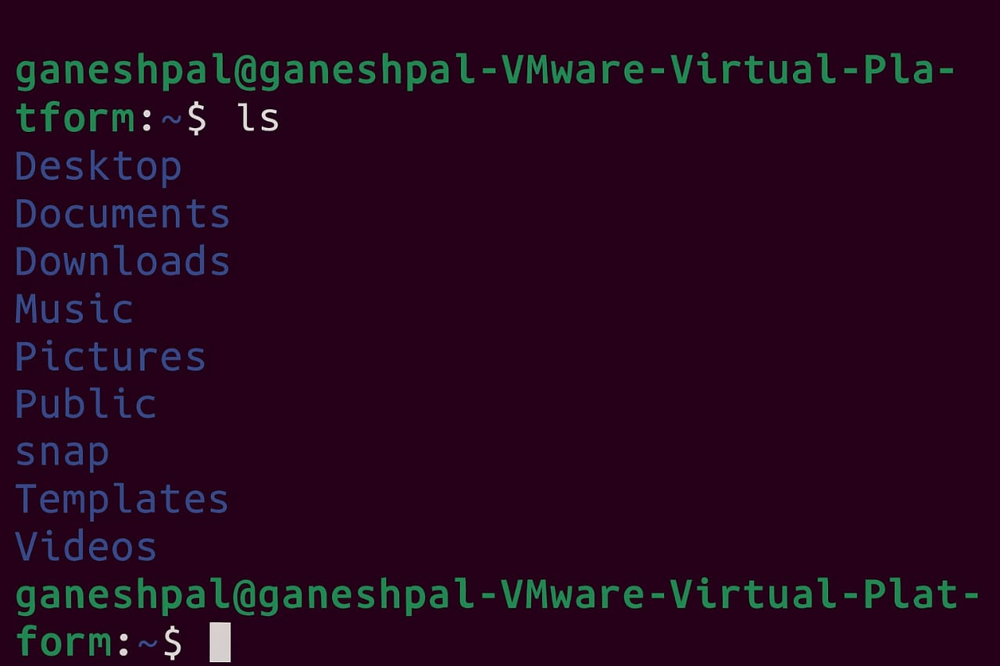 ganeshpal@ganeshpal-VMware-Virtual-Pla-
tform:~$ ls
Desktop
Documents
Downloads
Music
Pictures
Public
snap
Templates
Videos
ganeshpal@ganeshpal-VMware-Virtual-Plat-
form:~$